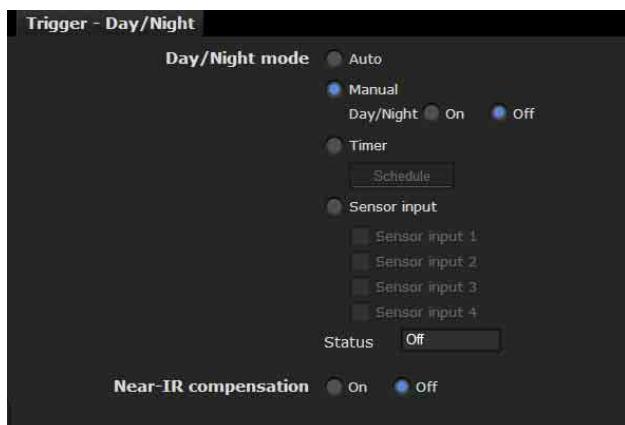 Trigger - Day/Night
Day/Night mode Auto
Manual
Day/Night On Off
Timer
Schedule
Sensor input
Sensor input 1
Sensor input 2
Sensor input 3
Sensor input 4
Status Off
Near-IR compensation On Off